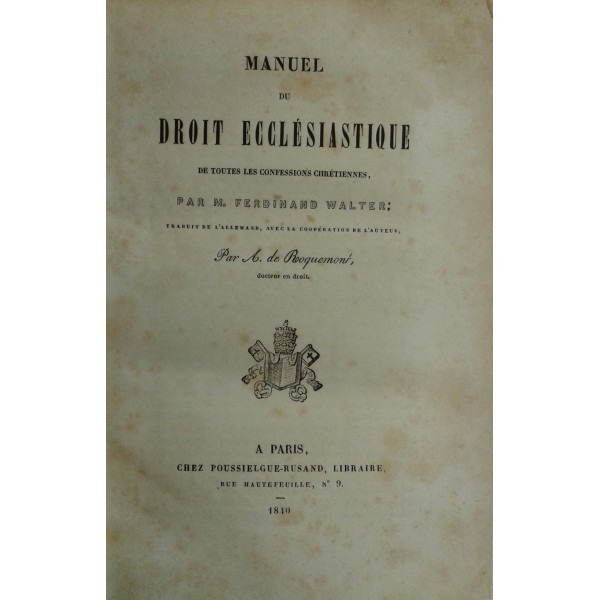 MANUEL
DU
DROIT ECCLÉSIASTIQUE
DE TOUTES LES CONFESSIONS CHRÉTIENNES,
PAR M. FERDINAND WALTER;
TRADUIT DE L'ALLEMAND, AVEC LA COOPÉRATION DE L'AUTEUR,
Par A. de Roquemont,
docteur en droit.
A PARIS,
CHEZ POUSSIELGUE-RUSAND, LIBRAIRE,
RUE HAUTEFEUILLE, N° 9.
—
1840